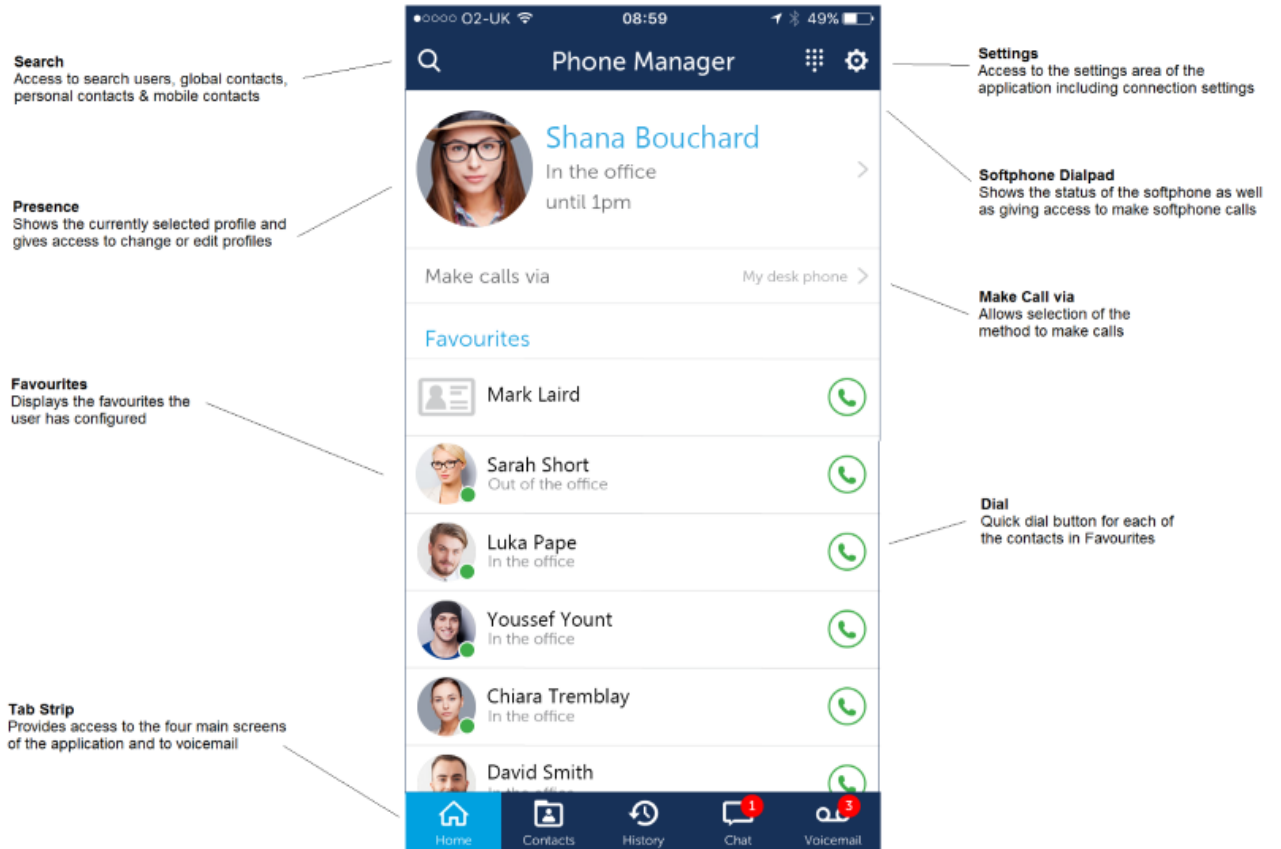 O2-UK 08:59 49%
Phone Manager
Search
Access to search users, global contacts,
personal contacts & mobile contacts
Settings
Access to the settings area of the
application including connection settings
Shana Bouchard
In the office
until 1pm
Softphone Dialpad
Shows the status of the softphone as well
as giving access to make softphone calls
Presence
Shows the currently selected profile and
gives access to change or edit profiles
Make calls via My desk phone
Make Call via
Allows selection of the
method to make calls
Favourites
Favourites
Displays the favourites the
user has configured
Mark Laird
Sarah Short
Out of the office
Dial
Quick dial button for each of
the contacts in Favourites
Luka Pape
In the office
Youssef Yount
In the office
Chiara Tremblay
In the office
Tab Strip
Provides access to the four main screens
of the application and to voicemail
David Smith
In the office
1 3
Home Contacts History Chat Voicemail